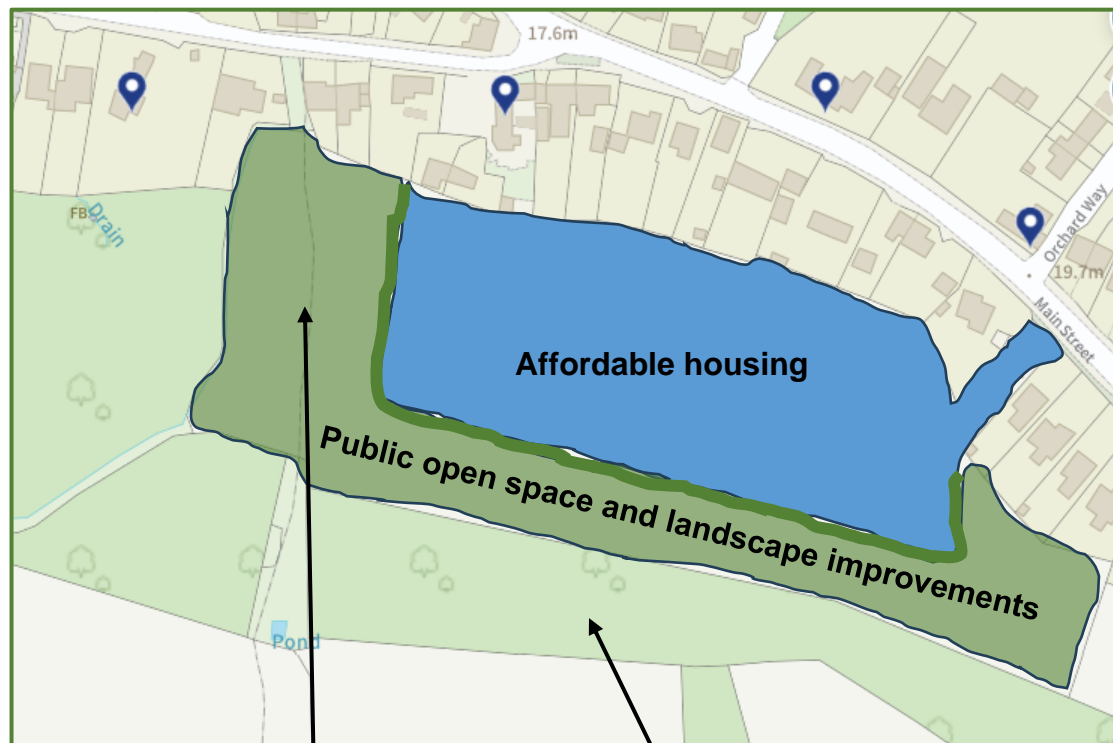 17.6m
Orchard Way
FB
Drain
19.7m
Main Street
Affordable housing
Public open space and landscape improvements
Pond